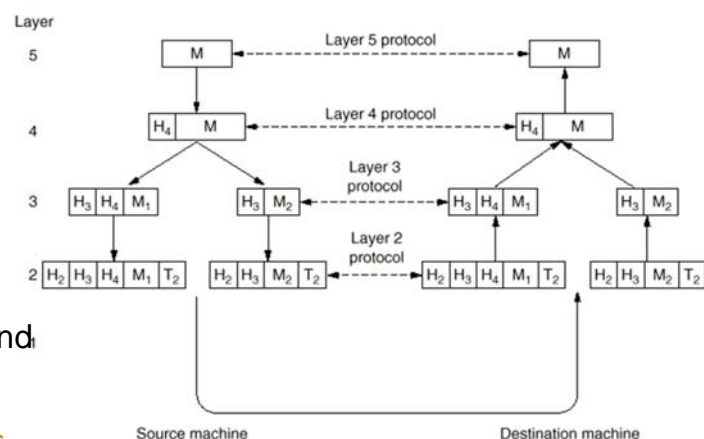 Layer
5 M Layer 5 protocol M
4 H₄ M Layer 4 protocol H₄ M
Layer 3
protocol
3 H₃ H₄ M₁ H₃ M₂ H₃ H₄ M₁ H₃ M₂
Layer 2
protocol
2 H₂ H₃ H₄ M₁ T₂ H₂ H₃ M₂ T₂ H₂ H₃ H₄ M₁ T₂ H₂ H₃ M₂ T₂
nd
Source machine Destination machine